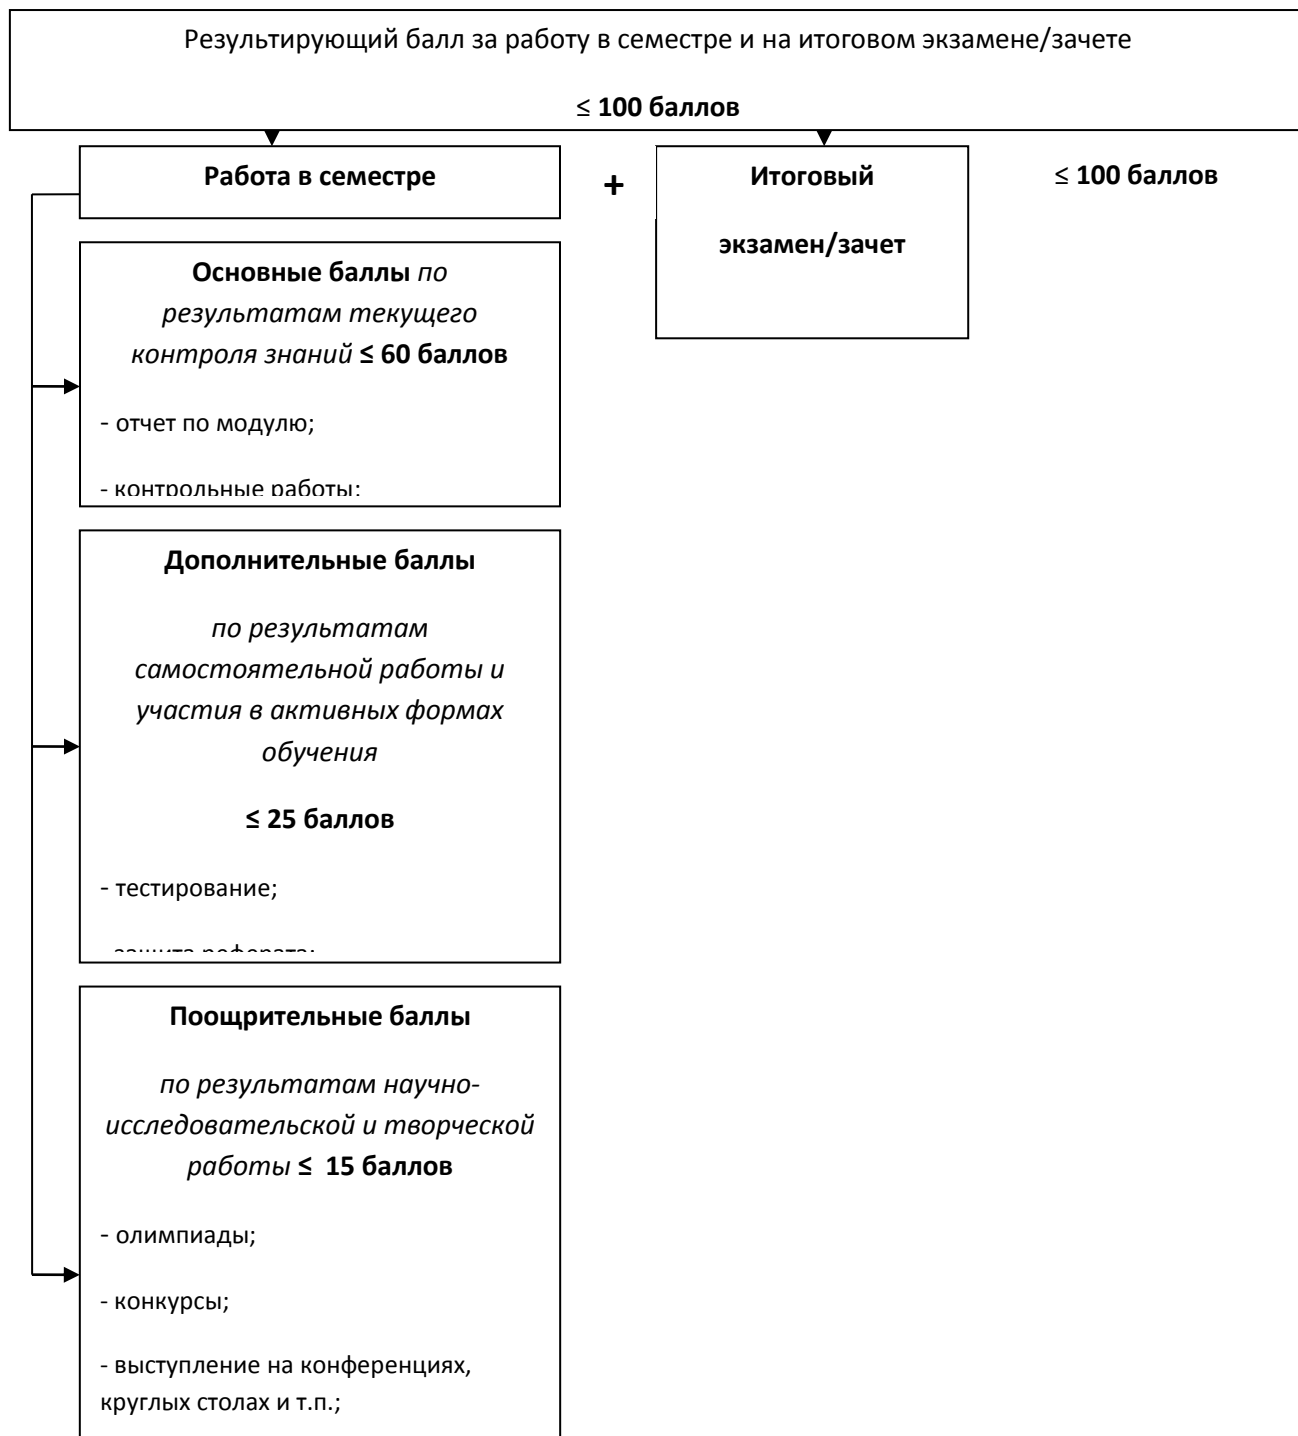 Результирующий балл за работу в семестре и на итоговом экзамене/зачете
≤ 100 баллов
Работа в семестре
+
Итоговый
экзамен/зачет
≤ 100 баллов
Основные баллы по
результатам текущего
контроля знаний ≤ 60 баллов
- отчет по модулю;
- контрольные работы;
Дополнительные баллы
по результатам
самостоятельной работы и
участия в активных формах
обучения
≤ 25 баллов
- тестирование;
- защита реферата;
Поощрительные баллы
по результатам научно-
исследовательской и творческой
работы ≤ 15 баллов
- олимпиады;
- конкурсы;
- выступление на конференциях,
круглых столах и т.п.;